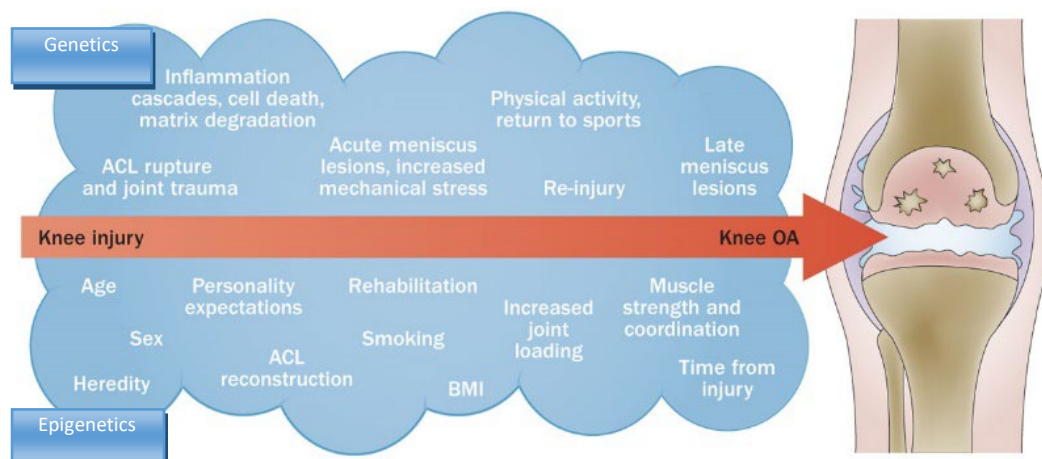 Genetics
Inflammation
cascades, cell death,
matrix degradation
Physical activity,
return to sports
ACL rupture
and joint trauma
Acute meniscus
lesions, increased
mechanical stress
Re-injury
Late
meniscus
lesions
Knee injury
Knee OA
Age
Personality
expectations
Rehabilitation
Increased
joint
loading
Muscle
strength and
coordination
Sex
Smoking
Heredity
ACL
reconstruction
BMI
Time from
injury
Epigenetics